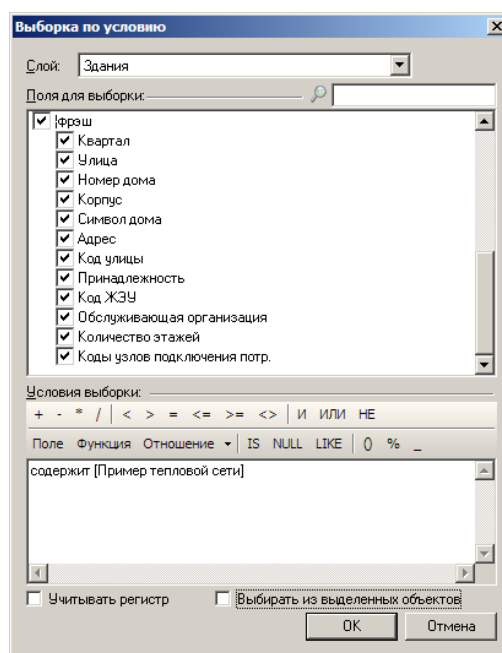 Выборка по условию
Слой: Здания
Поля для выборки:
¦фрэш
Квартал
Улица
Номер дома
Корпус
Символ дома
Адрес
Код улицы
Принадлежность
Код ЖЭУ
Обслуживающая организация
Количество этажей
Коды узлов подключения потр.
Условия выборки:
+ - * / < > = <= >= <> И ИЛИ НЕ
Поле Функция Отношение IS NULL LIKE () % _
содержит [Пример тепловой сети]
Учитывать регистр Выбирать из выделенных объектов
OK Отмена